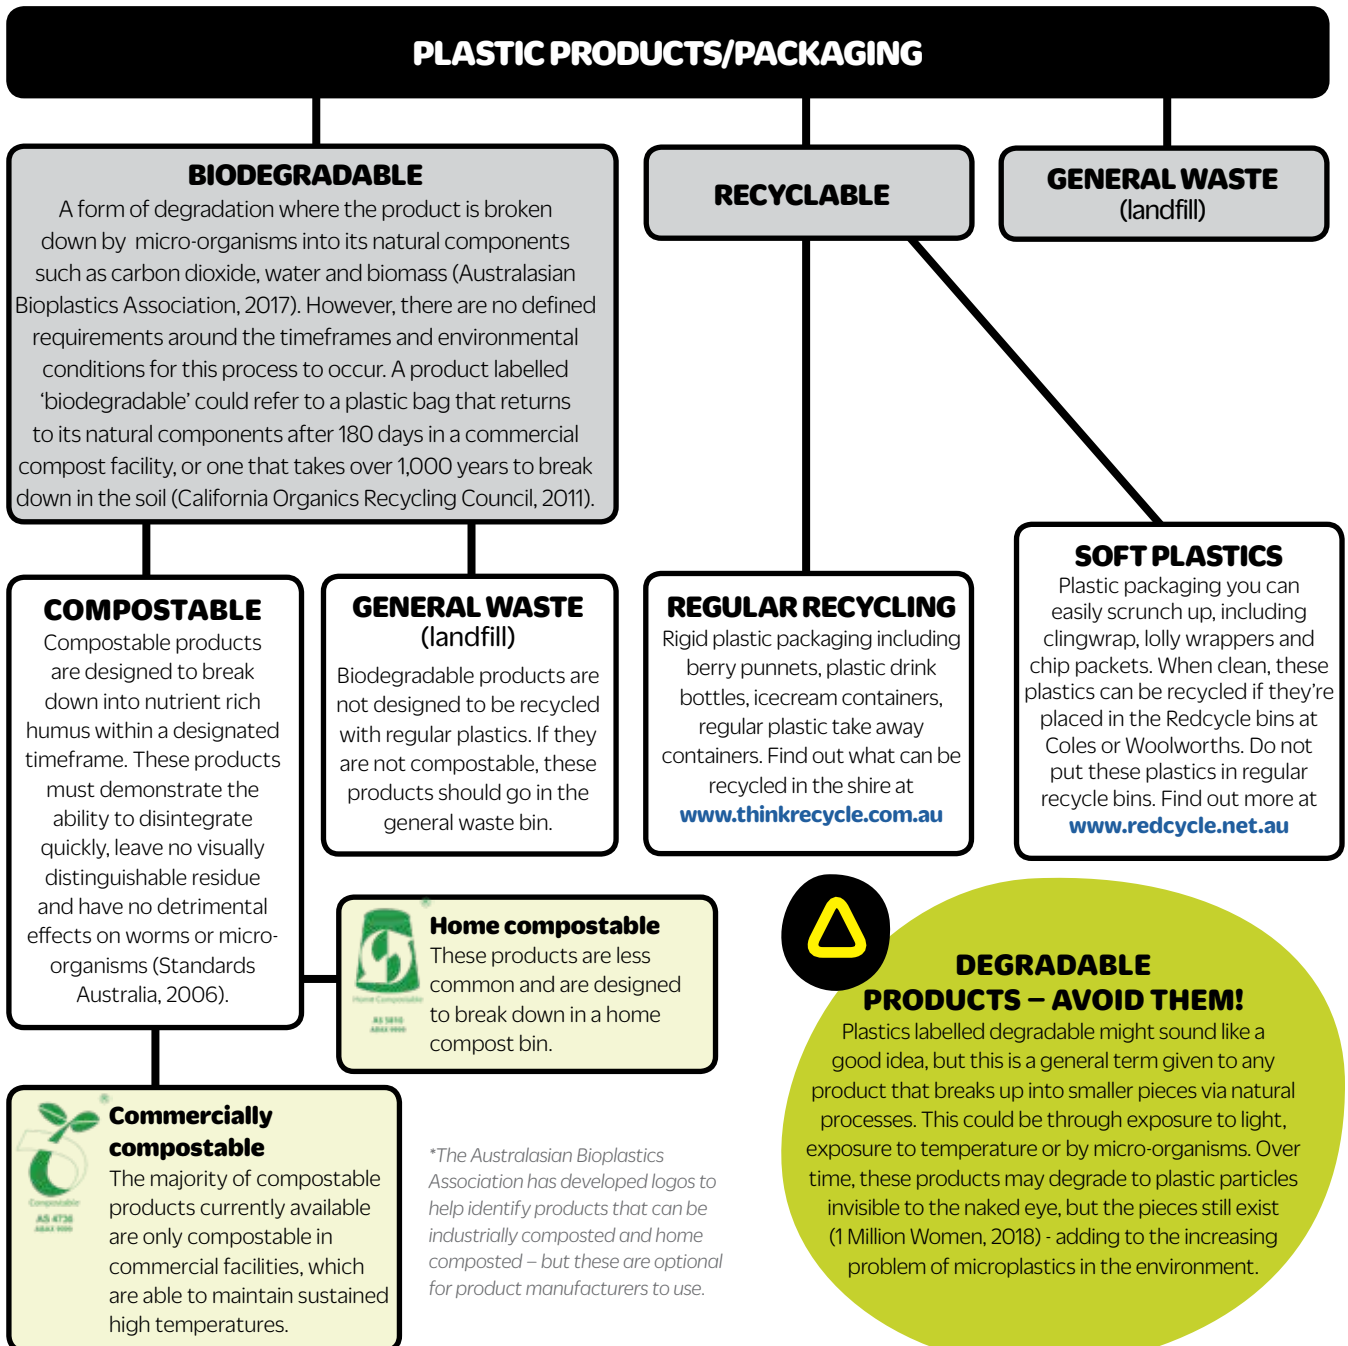 PLASTIC PRODUCTS/PACKAGING
BIODEGRADABLE
A form of degradation where the product is broken
down by micro-organisms into its natural components
such as carbon dioxide, water and biomass (Australasian
Bioplastics Association, 2017). However, there are no defined
requirements around the timeframes and environmental
conditions for this process to occur. A product labelled
‘biodegradable’ could refer to a plastic bag that returns
to its natural components after 180 days in a commercial
compost facility, or one that takes over 1,000 years to break
down in the soil (California Organics Recycling Council, 2011).
RECYCLABLE
GENERAL WASTE
(landfill)
COMPOSTABLE
Compostable products
are designed to break
down into nutrient rich
humus within a designated
timeframe. These products
must demonstrate the
ability to disintegrate
quickly, leave no visually
distinguishable residue
and have no detrimental
effects on worms or micro-
organisms (Standards
Australia, 2006).
GENERAL WASTE
(landfill)
Biodegradable products are
not designed to be recycled
with regular plastics. If they
are not compostable, these
products should go in the
general waste bin.
REGULAR RECYCLING
Rigid plastic packaging including
berry punnets, plastic drink
bottles, icecream containers,
regular plastic take away
containers. Find out what can be
recycled in the shire at
www.thinkrecycle.com.au
SOFT PLASTICS
Plastic packaging you can
easily scrunch up, including
clingwrap, lolly wrappers and
chip packets. When clean, these
plastics can be recycled if they’re
placed in the Redcycle bins at
Coles or Woolworths. Do not
put these plastics in regular
recycle bins. Find out more at
www.redcycle.net.au
®
Home Compostable
AS 5810
Home compostable
These products are less
common and are designed
to break down in a home
compost bin.
®
Compostable
AS 4736
Commercially
compostable
The majority of compostable
products currently available
are only compostable in
commercial facilities, which
are able to maintain sustained
high temperatures.
*The Australasian Bioplastics
Association has developed logos to
help identify products that can be
industrially composted and home
composted – but these are optional
for product manufacturers to use.
DEGRADABLE
PRODUCTS – AVOID THEM!
Plastics labelled degradable might sound like a
good idea, but this is a general term given to any
product that breaks up into smaller pieces via natural
processes. This could be through exposure to light,
exposure to temperature or by micro-organisms. Over
time, these products may degrade to plastic particles
invisible to the naked eye, but the pieces still exist
(1 Million Women, 2018) - adding to the increasing
problem of microplastics in the environment.